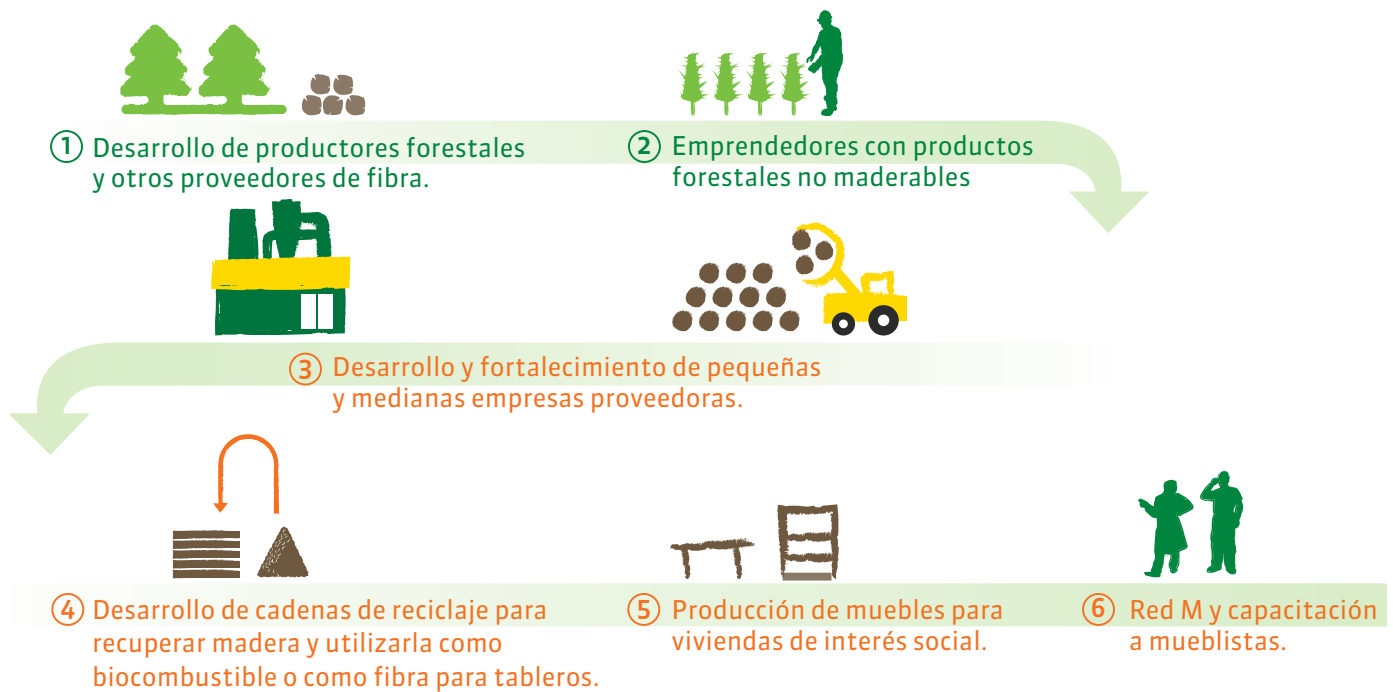 1 Desarrollo de productores forestales
y otros proveedores de fibra.
2 Emprendedores con productos
forestales no maderables
3 Desarrollo y fortalecimiento de pequeñas
y medianas empresas proveedoras.
4 Desarrollo de cadenas de reciclaje para
recuperar madera y utilizarla como
biocombustible o como fibra para tableros.
5 Producción de muebles para
viviendas de interés social.
6 Red M y capacitación
a mueblistas.